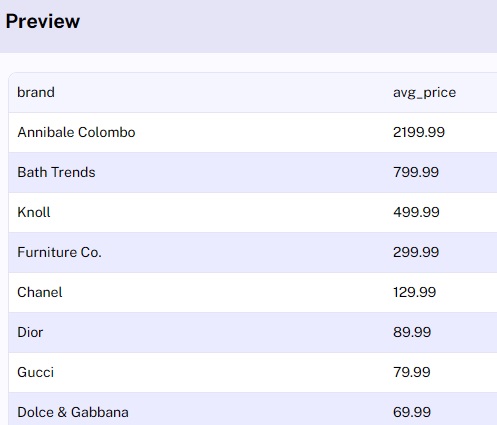 Preview
brand avg_price
Annibale Colombo 2199.99
Bath Trends 799.99
Knoll 499.99
Furniture Co. 299.99
Chanel 129.99
Dior 89.99
Gucci 79.99
Dolce & Gabbana 69.99